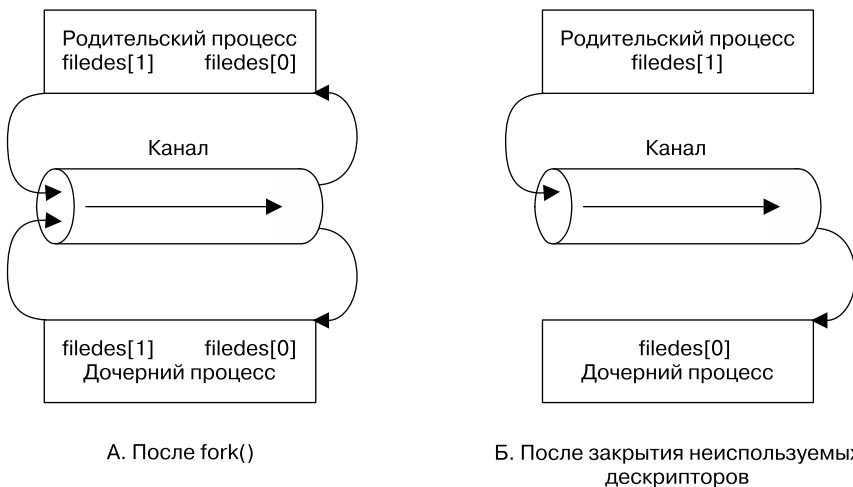 Родительский процесс
filedes[1] filedes[0]
Канал
filedes[1] filedes[0]
Дочерний процесс
А. После fork()
Родительский процесс
filedes[1]
Канал
filedes[0]
Дочерний процесс
Б. После закрытия неиспользуемых
дескрипторов